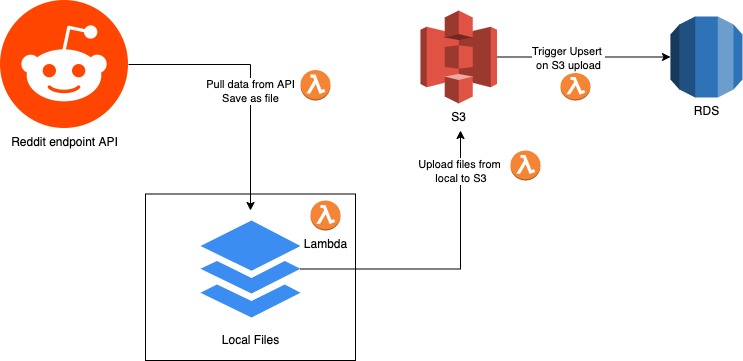 Reddit endpoint API
Pull data from API
Save as file
Lambda
Local Files
Upload files from
local to S3
S3
Trigger Upsert
on S3 upload
RDS